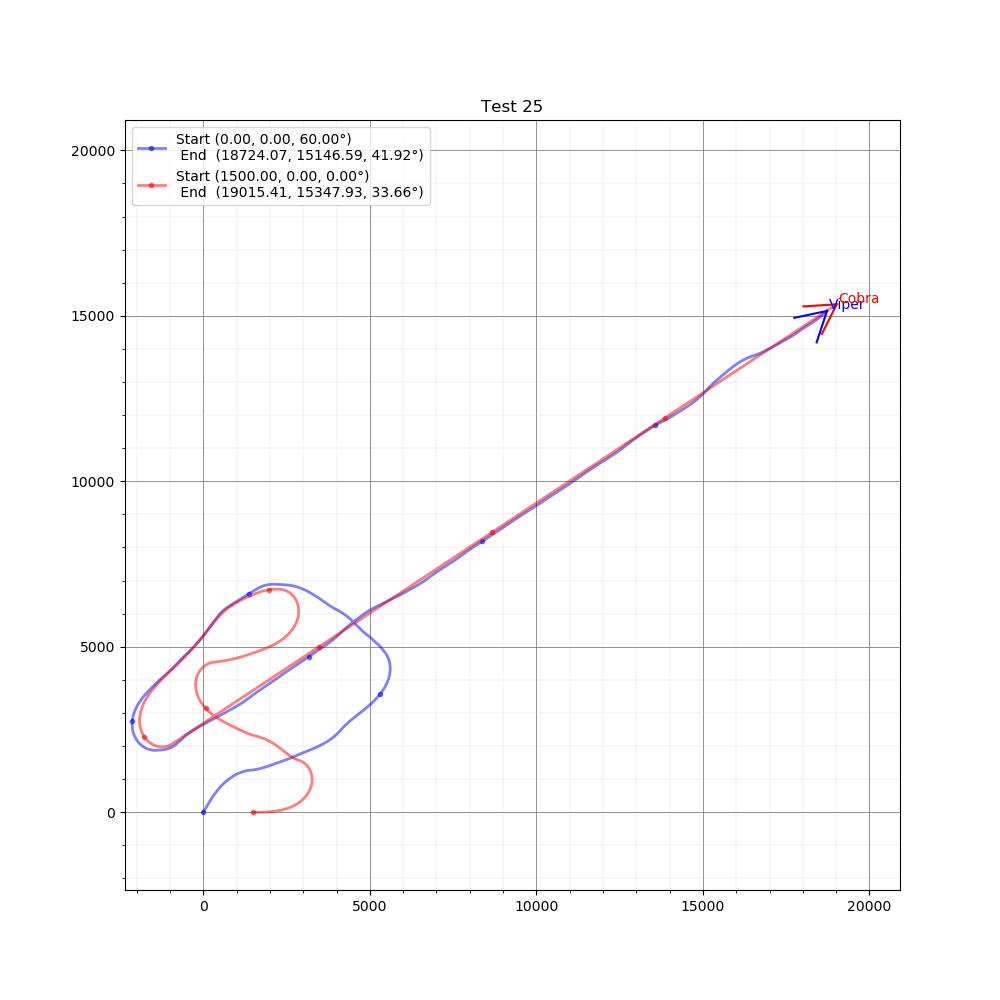 Test 25
Start (0.00, 0.00, 60.00°)
End (18724.07, 15146.59, 41.92°)
Start (1500.00, 0.00, 0.00°)
End (19015.41, 15347.93, 33.66°)
20000
Cobra
Viper
15000
10000
5000
0
0 5000 10000 15000 20000